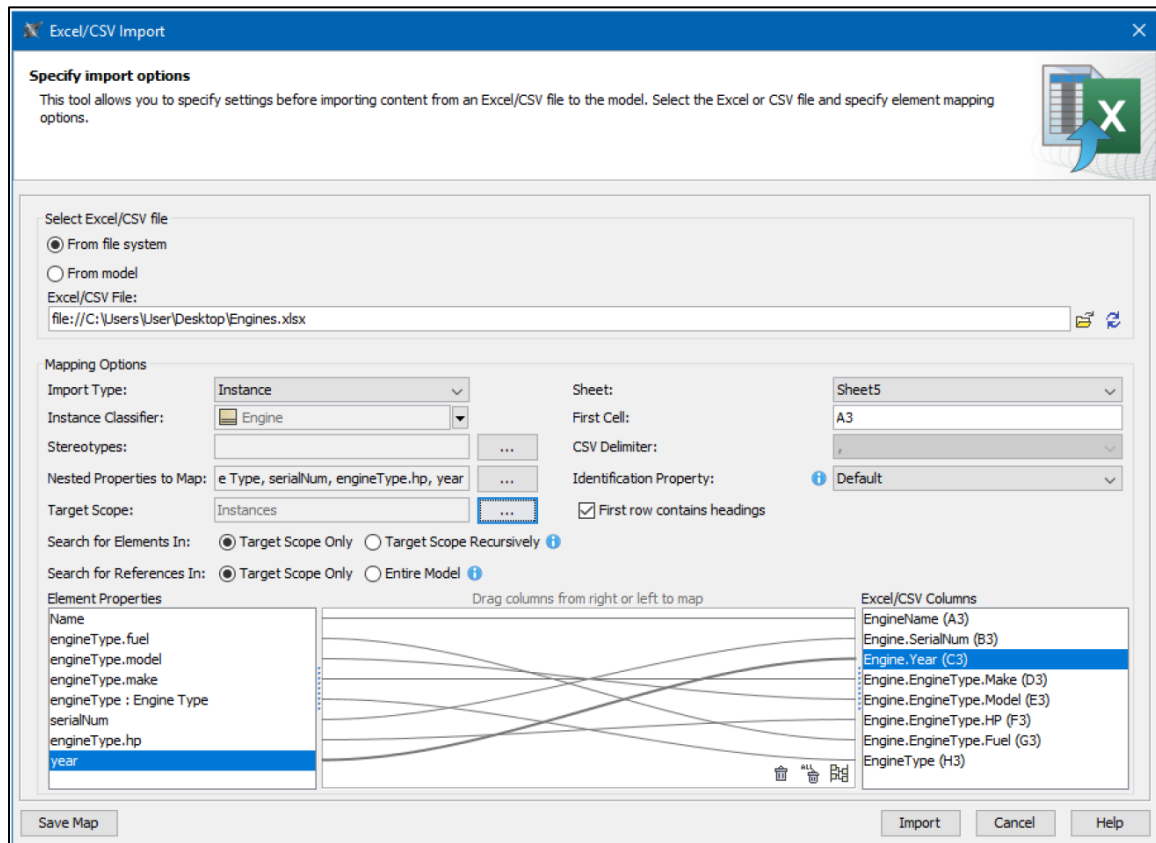 Excel/CSV Import
Specify import options
This tool allows you to specify settings before importing content from an Excel/CSV file to the model. Select the Excel or CSV file and specify element mapping
options.
X
Select Excel/CSV file
From file system
From model
Excel/CSV File:
file://C:\Users\User\Desktop\Engines.xlsx
Mapping Options
Import Type: Instance Sheet: Sheet5
Instance Classifier: Engine First Cell: A3
Stereotypes: ... CSV Delimiter: ,
Nested Properties to Map: e Type, serialNum, engineType.hp, year ... Identification Property: Default
Target Scope: Instances ... First row contains headings
Search for Elements In: Target Scope Only Target Scope Recursively
Search for References In: Target Scope Only Entire Model
Element Properties Drag columns from right or left to map Excel/CSV Columns
Name EngineName (A3)
engineType.fuel Engine.SerialNum (B3)
engineType.model Engine.Year (C3)
engineType.make Engine.EngineType.Make (D3)
engineType : Engine Type Engine.EngineType.Model (E3)
serialNum Engine.EngineType.HP (F3)
engineType.hp Engine.EngineType.Fuel (G3)
year ALL EngineType (H3)
Save Map Import Cancel Help